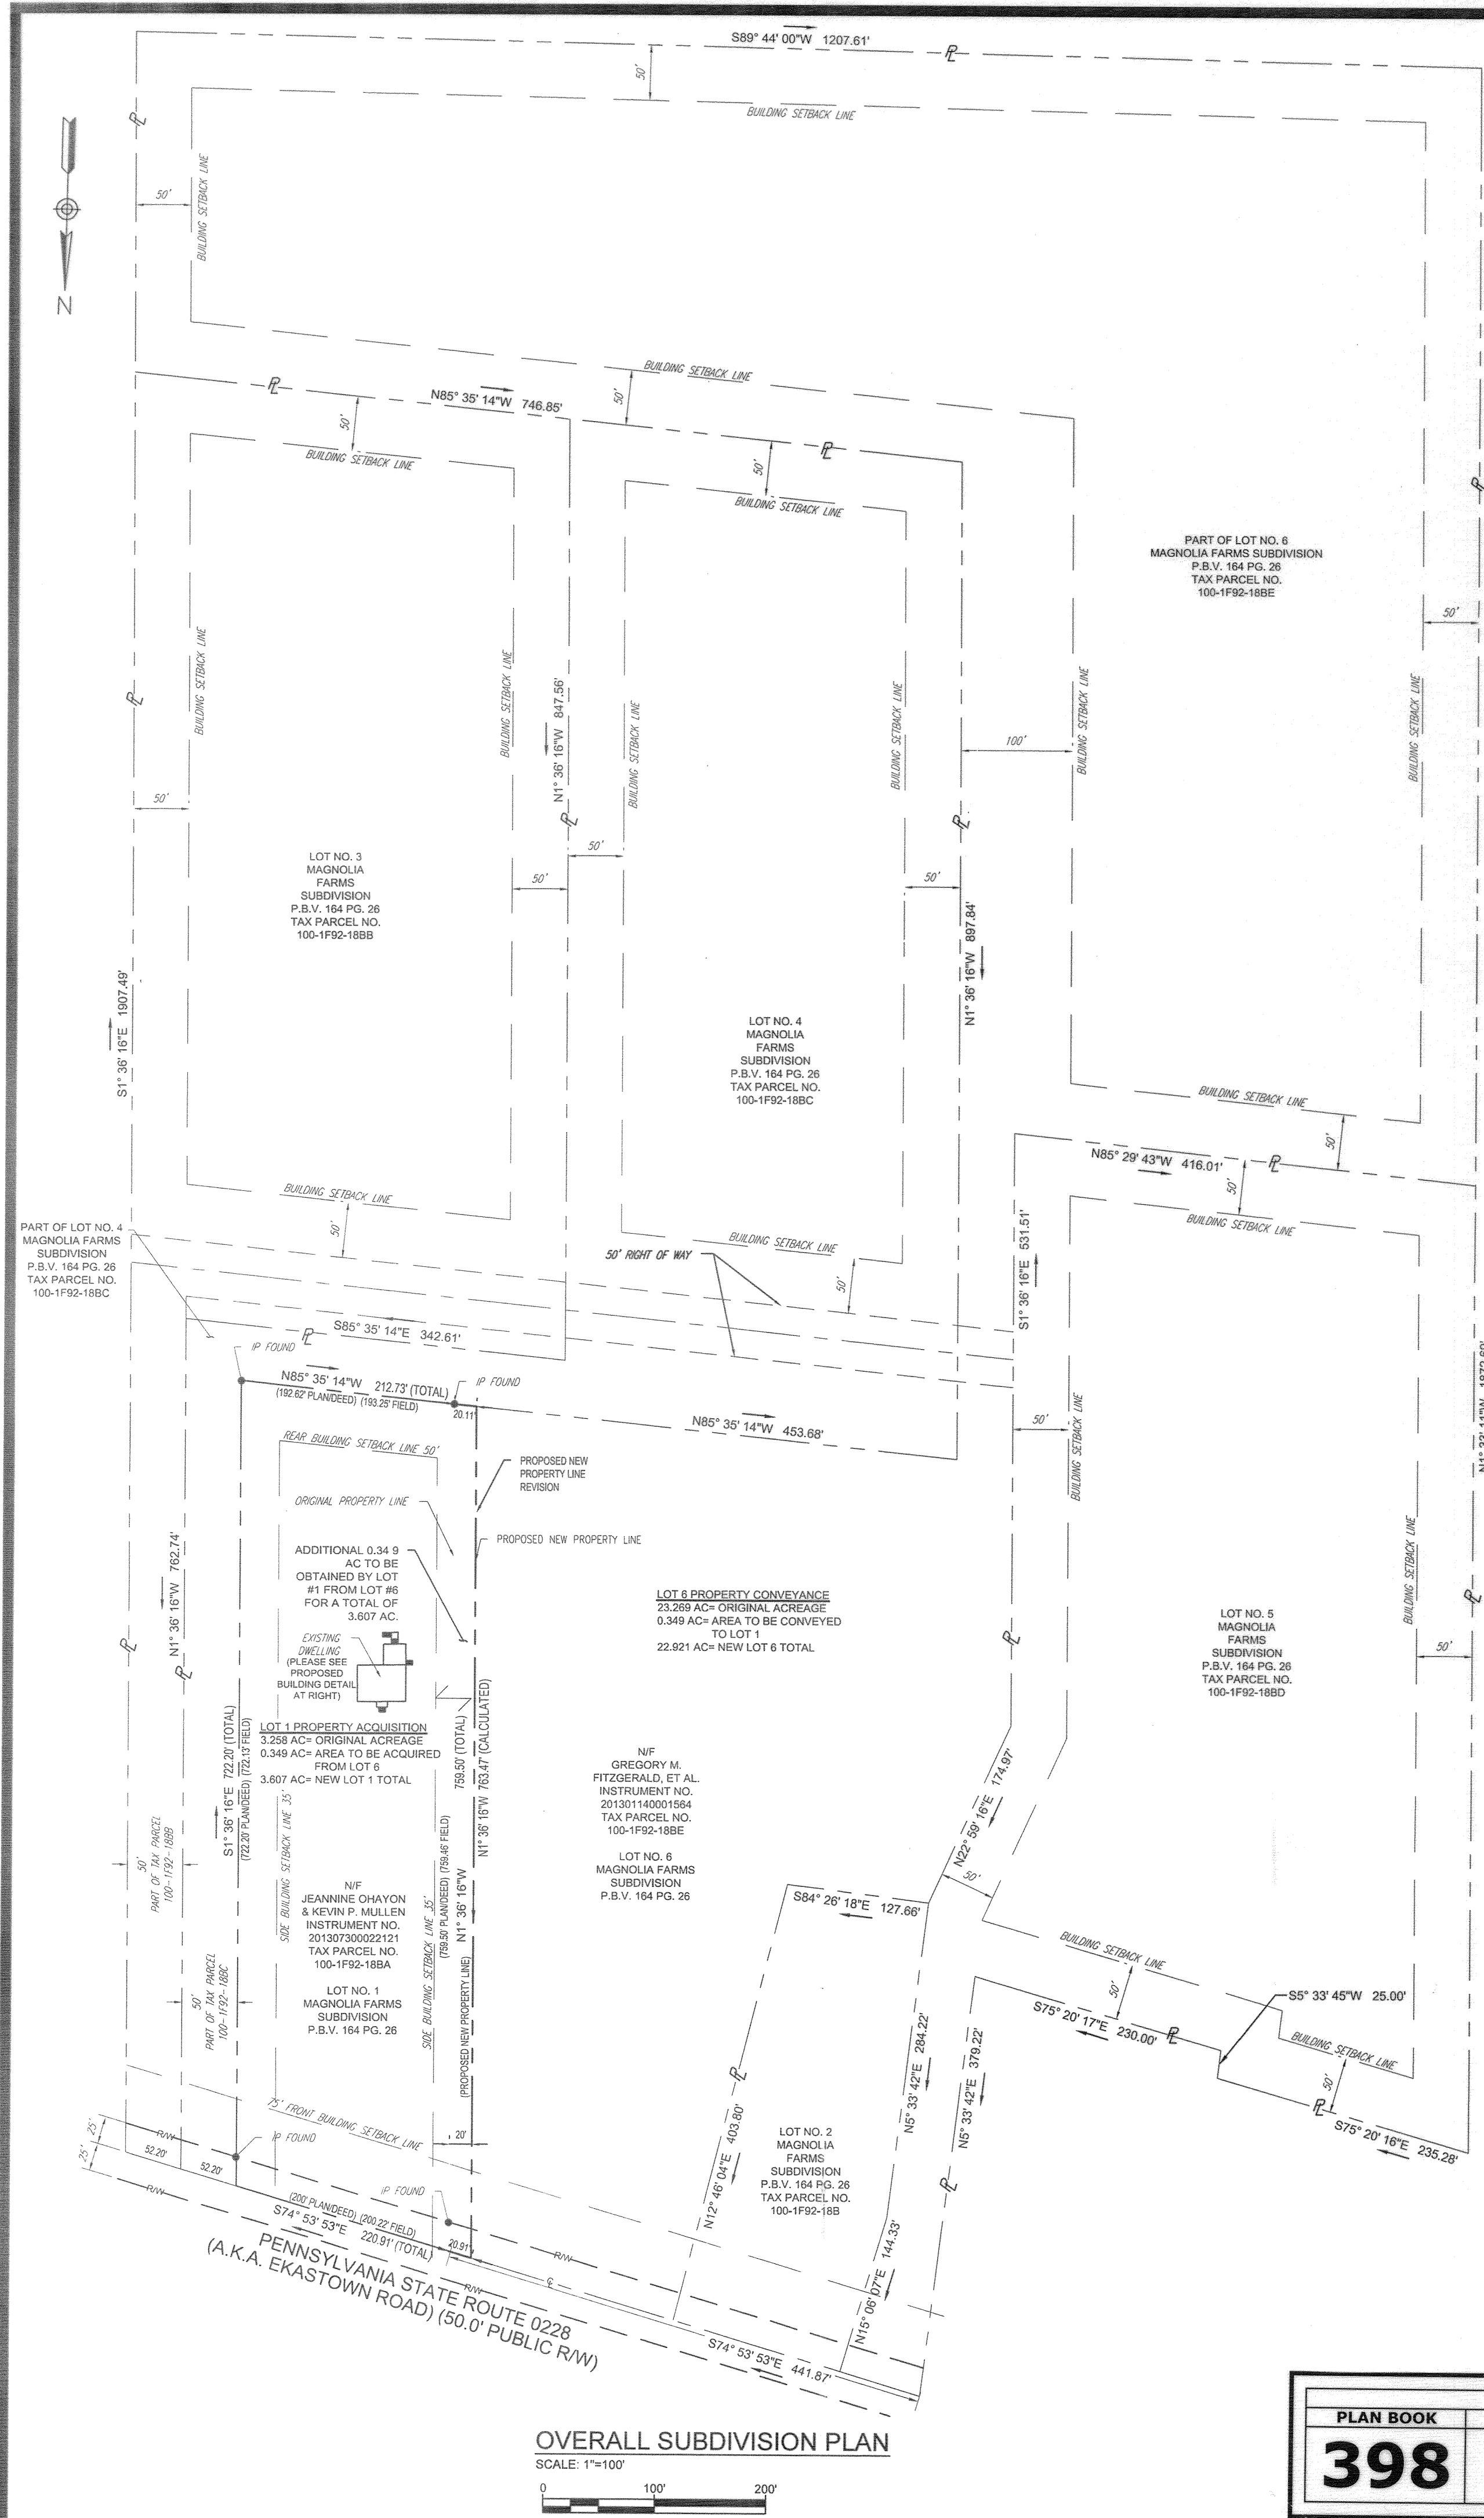 S89° 44' 00"W 1207.61'
PL
50'
BUILDING SETBACK LINE
PL
50'
BUILDING SETBACK LINE
N
BUILDING SETBACK LINE
50'
PL
N85° 35' 14"W 746.85'
50'
50'
BUILDING SETBACK LINE
PL
50'
BUILDING SETBACK LINE
PL
PART OF LOT NO. 6
MAGNOLIA FARMS SUBDIVISION
P.B.V. 164 PG. 26
TAX PARCEL NO.
100-1F92-18BE
50'
BUILDING SETBACK LINE
PL
BUILDING SETBACK LINE
N1° 36' 16"W 847.56'
BUILDING SETBACK LINE
BUILDING SETBACK LINE
BUILDING SETBACK LINE
BUILDING SETBACK LINE
100'
50'
PL
PL
50'
50'
50'
LOT NO. 3
MAGNOLIA
FARMS
SUBDIVISION
P.B.V. 164 PG. 26
TAX PARCEL NO.
100-1F92-18BB
N1° 36' 16"W 897.84'
S1° 36' 16"E 1907.49'
LOT NO. 4
MAGNOLIA
FARMS
SUBDIVISION
P.B.V. 164 PG. 26
TAX PARCEL NO.
100-1F92-18BC
BUILDING SETBACK LINE
50'
N85° 29' 43"W 416.01'
PL
50'
BUILDING SETBACK LINE
BUILDING SETBACK LINE
50'
PART OF LOT NO. 4
MAGNOLIA FARMS
SUBDIVISION
P.B.V. 164 PG. 26
TAX PARCEL NO.
100-1F92-18BC
BUILDING SETBACK LINE
50' RIGHT OF WAY
50'
S1° 36' 16"E 531.51'
S85° 35' 14"E 342.61'
PL
IP FOUND
N85° 35' 14"W 212.73' (TOTAL)
(192.62' PLAN/DEED) (193.25' FIELD)
IP FOUND
20.11'
N85° 35' 14"W 453.68'
50'
BUILDING SETBACK LINE
REAR BUILDING SETBACK LINE 50'
PROPOSED NEW
PROPERTY LINE
REVISION
ORIGINAL PROPERTY LINE
PROPOSED NEW PROPERTY LINE
ADDITIONAL 0.34 9
AC TO BE
OBTAINED BY LOT
#1 FROM LOT #6
FOR A TOTAL OF
3.607 AC.
N1° 36' 16"W 762.74'
PL
PL
LOT 6 PROPERTY CONVEYANCE
23.269 AC= ORIGINAL ACREAGE
0.349 AC= AREA TO BE CONVEYED
TO LOT 1
22.921 AC= NEW LOT 6 TOTAL
PL
LOT NO. 5
MAGNOLIA
FARMS
SUBDIVISION
P.B.V. 164 PG. 26
TAX PARCEL NO.
100-1F92-18BD
BUILDING SETBACK LINE
PL
50'
EXISTING
DWELLING
(PLEASE SEE
PROPOSED
BUILDING DETAIL
AT RIGHT)
LOT 1 PROPERTY ACQUISITION
3.258 AC= ORIGINAL ACREAGE
0.349 AC= AREA TO BE ACQUIRED
FROM LOT 6
3.607 AC= NEW LOT 1 TOTAL
S1° 36' 16"E 722.20' (TOTAL)
(722.20' PLAN/DEED) (722.13' FIELD)
N1° 36' 16"W 759.50' (TOTAL)
(759.50' PLAN/DEED) (759.46' FIELD)
N1° 36' 16"W 763.47' (CALCULATED)
(PROPOSED NEW PROPERTY LINE)
SIDE BUILDING SETBACK LINE 35'
SIDE BUILDING SETBACK LINE 35'
N/F
GREGORY M.
FITZGERALD, ET AL.
INSTRUMENT NO.
201301140001564
TAX PARCEL NO.
100-1F92-18BE
LOT NO. 6
MAGNOLIA FARMS
SUBDIVISION
P.B.V. 164 PG. 26
N22° 59' 16"E 174.97'
50'
50'
PART OF TAX PARCEL
100-1F92-18BB
50'
PART OF TAX PARCEL
100-1F92-18BC
N/F
JEANNINE OHAYON
& KEVIN P. MULLEN
INSTRUMENT NO.
201307300022121
TAX PARCEL NO.
100-1F92-18BA
LOT NO. 1
MAGNOLIA FARMS
SUBDIVISION
P.B.V. 164 PG. 26
S84° 26' 18"E 127.66'
BUILDING SETBACK LINE
50'
S75° 20' 17"E 230.00'
PL
S5° 33' 45"W 25.00'
BUILDING SETBACK LINE
50'
PL
S75° 20' 16"E 235.28'
N5° 33' 42"E 284.22'
N5° 33' 42"E 379.22'
PL
PL
N12° 46' 04"E 403.80'
LOT NO. 2
MAGNOLIA
FARMS
SUBDIVISION
P.B.V. 164 PG. 26
TAX PARCEL NO.
100-1F92-18B
N15° 06' 07"E 144.33'
75' FRONT BUILDING SETBACK LINE
20'
25'
25'
R/W
52.20'
52.20'
IP FOUND
IP FOUND
R/W
(200' PLAN/DEED) (200.22' FIELD)
S74° 53' 53"E 220.91' (TOTAL)
20.91'
R/W
R/W
PENNSYLVANIA STATE ROUTE 0228
(A.K.A. EKASTOWN ROAD) (50.0' PUBLIC R/W)
S74° 53' 53"E 441.87'
OVERALL SUBDIVISION PLAN
SCALE: 1"=100'
0 100' 200'
PLAN BOOK
398